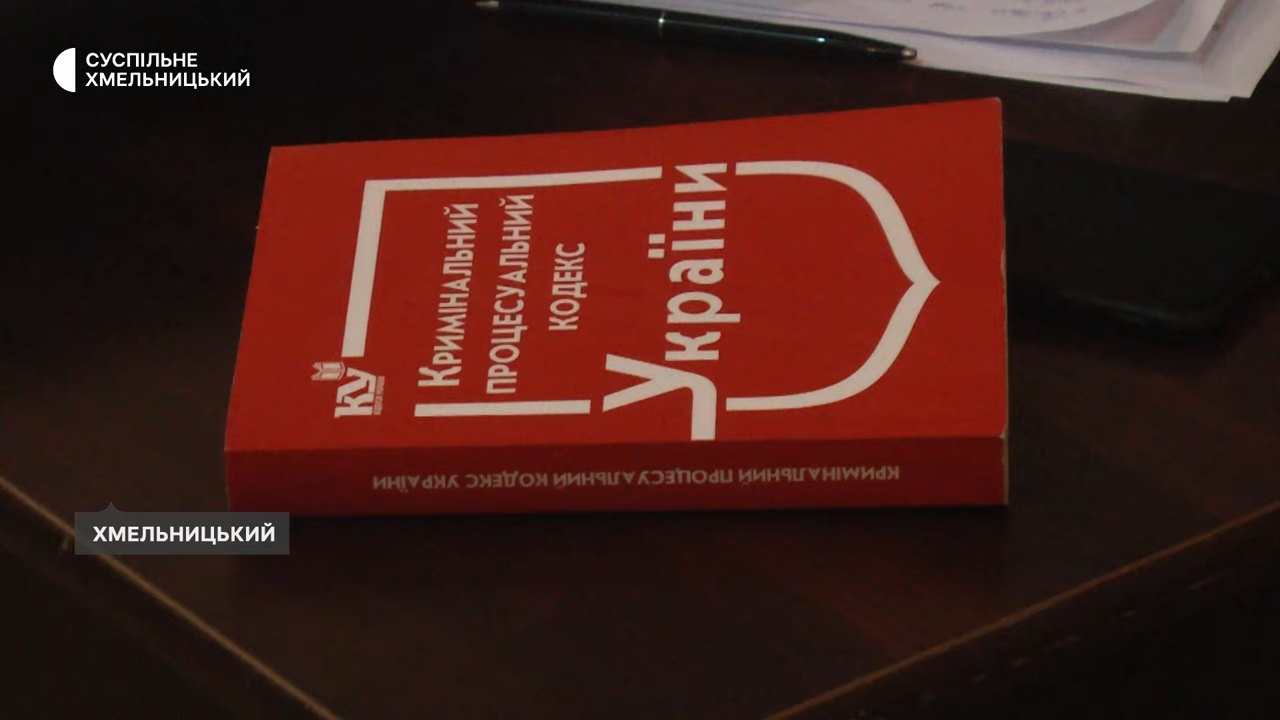 СУСПІЛЬНЕ
ХМЕЛЬНИЦЬКИЙ
КУ
КРИМІНАЛЬНИЙ
ПРОЦЕСУАЛЬНИЙ
КОДЕКС
України
КРИМІНАЛЬНИЙ ПРОЦЕСУАЛЬНИЙ КОДЕКС УКРАЇНИ
ХМЕЛЬНИЦЬКИЙ